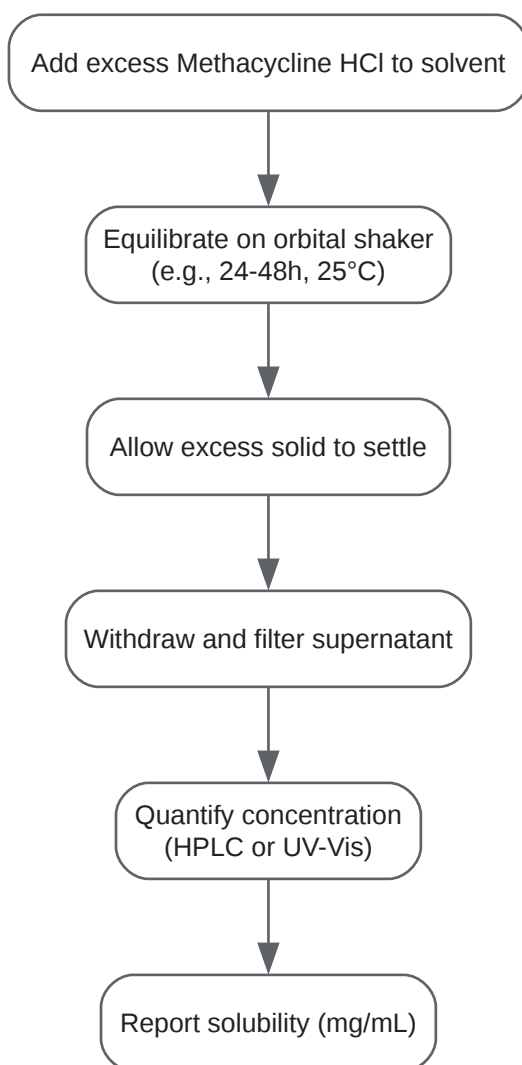 Add excess Methacycline HCl to solvent
Equilibrate on orbital shaker
(e.g., 24-48h, 25°C)
Allow excess solid to settle
Withdraw and filter supernatant
Quantify concentration
(HPLC or UV-Vis)
Report solubility (mg/mL)